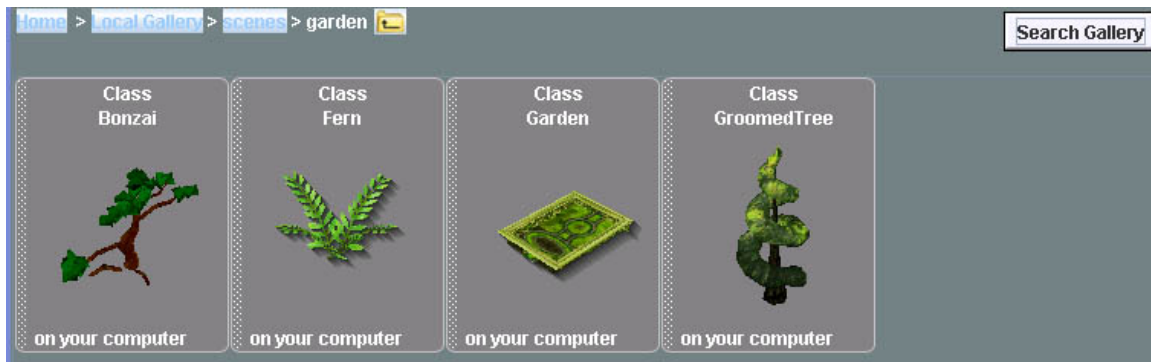 Home > Local Gallery > scenes > garden
Search Gallery
Class
Bonzai
on your computer
Class
Fern
on your computer
Class
Garden
on your computer
Class
GroomedTree
on your computer